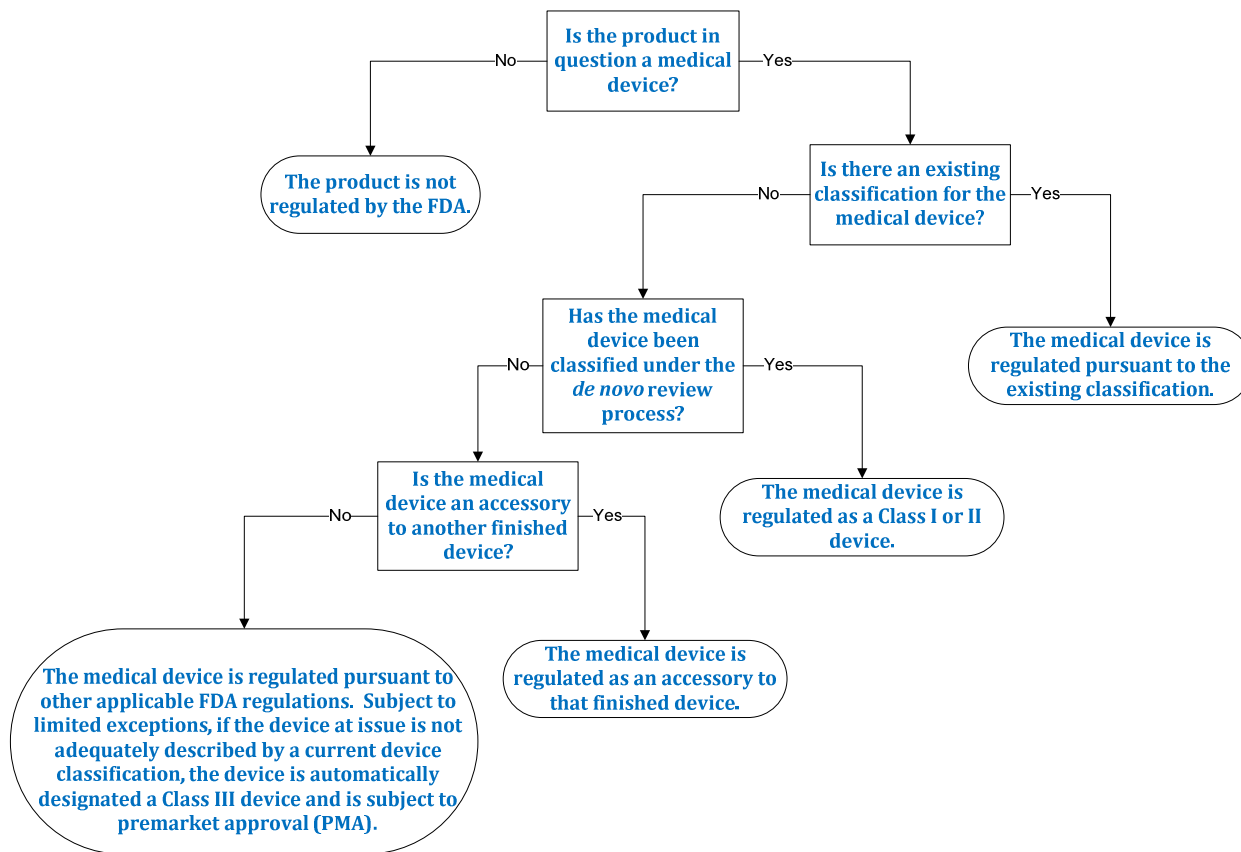 Is the product in
question a medical
device?
No
Yes
The product is not
regulated by the FDA.
Is there an existing
classification for the
medical device?
No
Yes
Has the medical
device been
classified under the
de novo review
process?
No
Yes
The medical device is
regulated pursuant to the
existing classification.
Is the medical
device an accessory
to another finished
device?
No
Yes
The medical device is
regulated as a Class I or II
device.
The medical device is regulated pursuant to
other applicable FDA regulations.  Subject to
limited exceptions, if the device at issue is not
adequately described by a current device
classification, the device is automatically
designated a Class III device and is subject to
premarket approval (PMA).
The medical device is
regulated as an accessory to
that finished device.